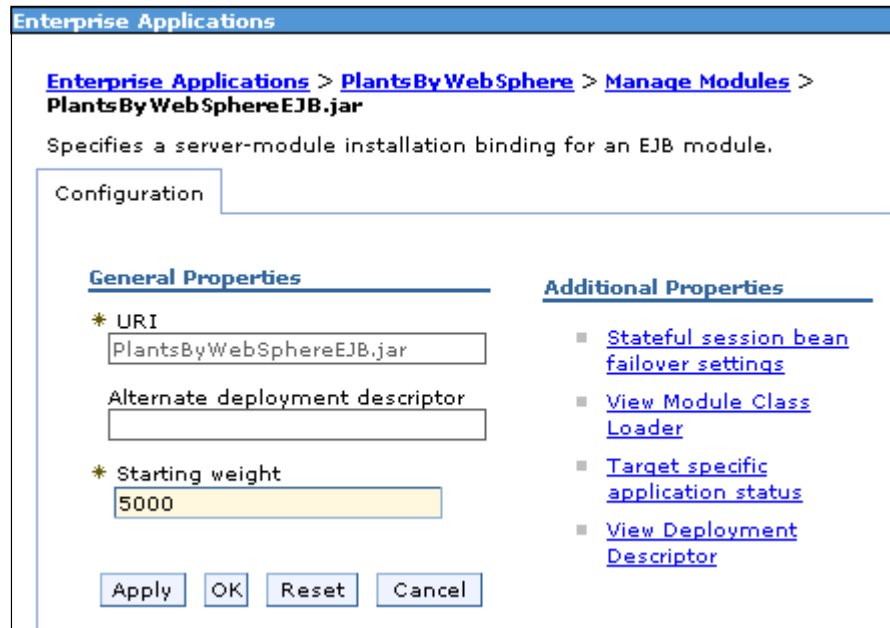 Enterprise Applications
Enterprise Applications > PlantsByWebSphere > Manage Modules >
PlantsByWebSphereEJB.jar
Specifies a server-module installation binding for an EJB module.
Configuration
General Properties
* URI
PlantsByWebSphereEJB.jar
Alternate deployment descriptor
* Starting weight
5000
Apply OK Reset Cancel
Additional Properties
Stateful session bean
failover settings
View Module Class
Loader
Target specific
application status
View Deployment
Descriptor